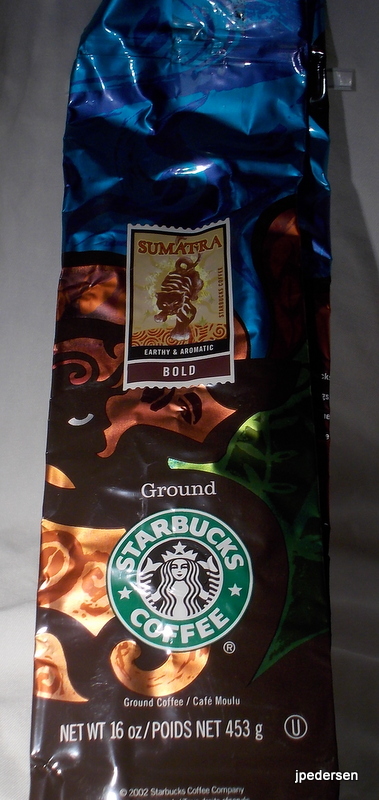 SUMATRA
STARBUCKS COFFEE
EARTHY & AROMATIC
BOLD
Ground
STARBUCKS
COFFEE
®
Ground Coffee / Café Moulu
NET WT 16 oz/POIDS NET 453 g
U
© 2002 Starbucks Coffee Company
jpedersen